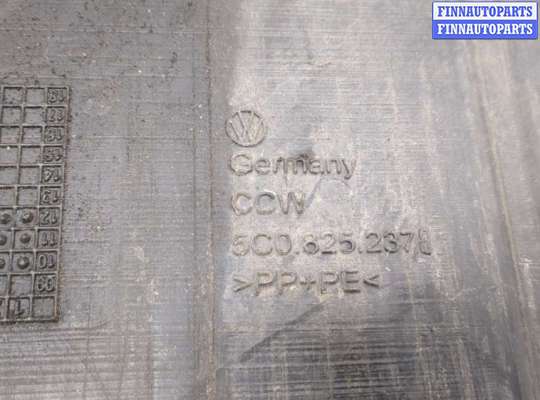 FINNAUTOPARTS
FINNAUTOPARTS
Germany
CCW
5C0.825.237
>PP+PE<